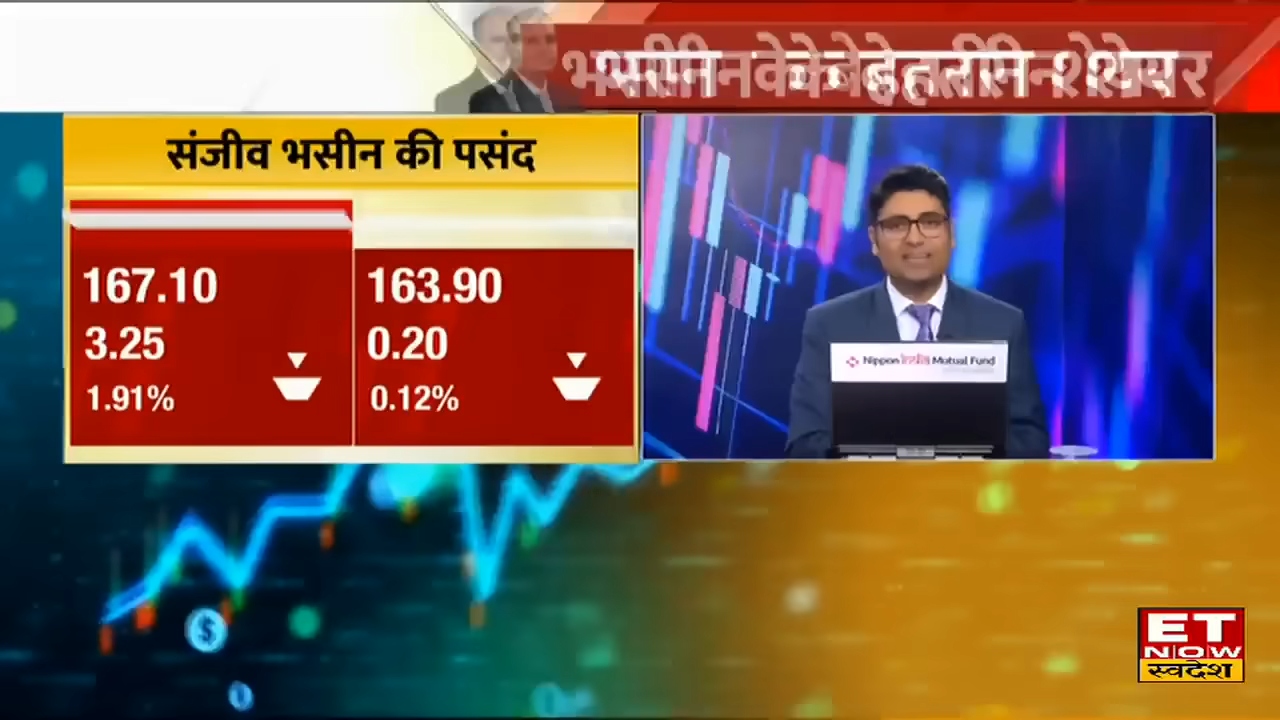 संजीव भसीन की पसंद
167.10
3.25
1.91%
163.90
0.20
0.12%
Nippon India Mutual Fund
ET
NOW
स्वदेश